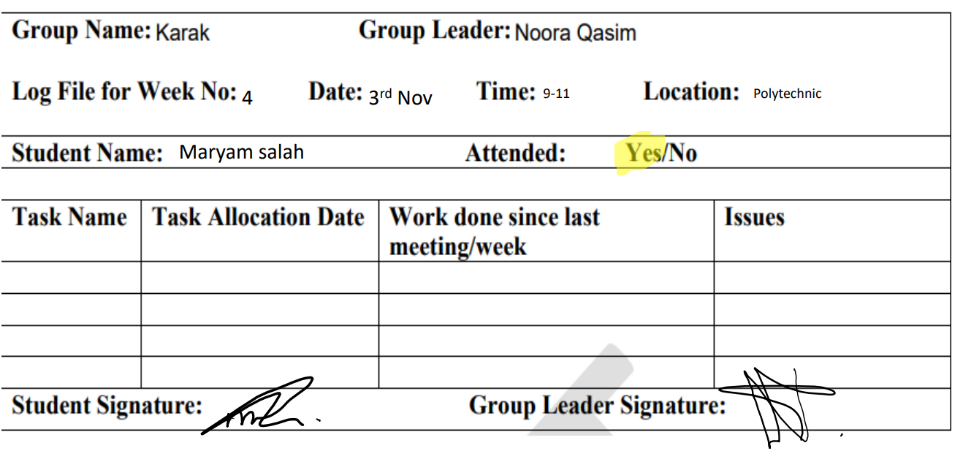 Group Name: Karak Group Leader: Noora Qasim
Log File for Week No: 4 Date: 3rd Nov Time: 9-11 Location: Polytechnic
Student Name: Maryam salah Attended: Yes/No
Task Name Task Allocation Date Work done since last meeting/week Issues
Student Signature: Group Leader Signature: